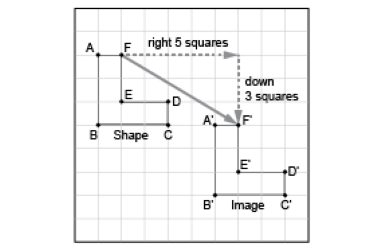 A F right 5 squares
down
3 squares
E D
A' F'
B Shape C
E' D'
B' Image C'